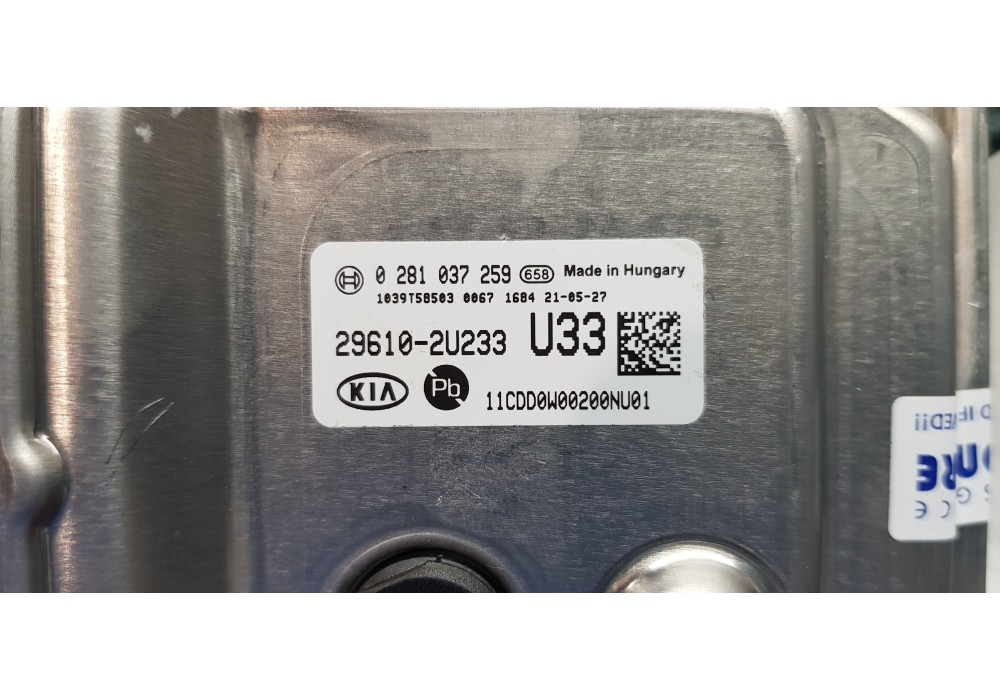 0 281 037 259 658 Made in Hungary
1039T58503 0067 1684 21-05-27
29610-2U233 U33
KIA Pb 11CDD0W00200NU01